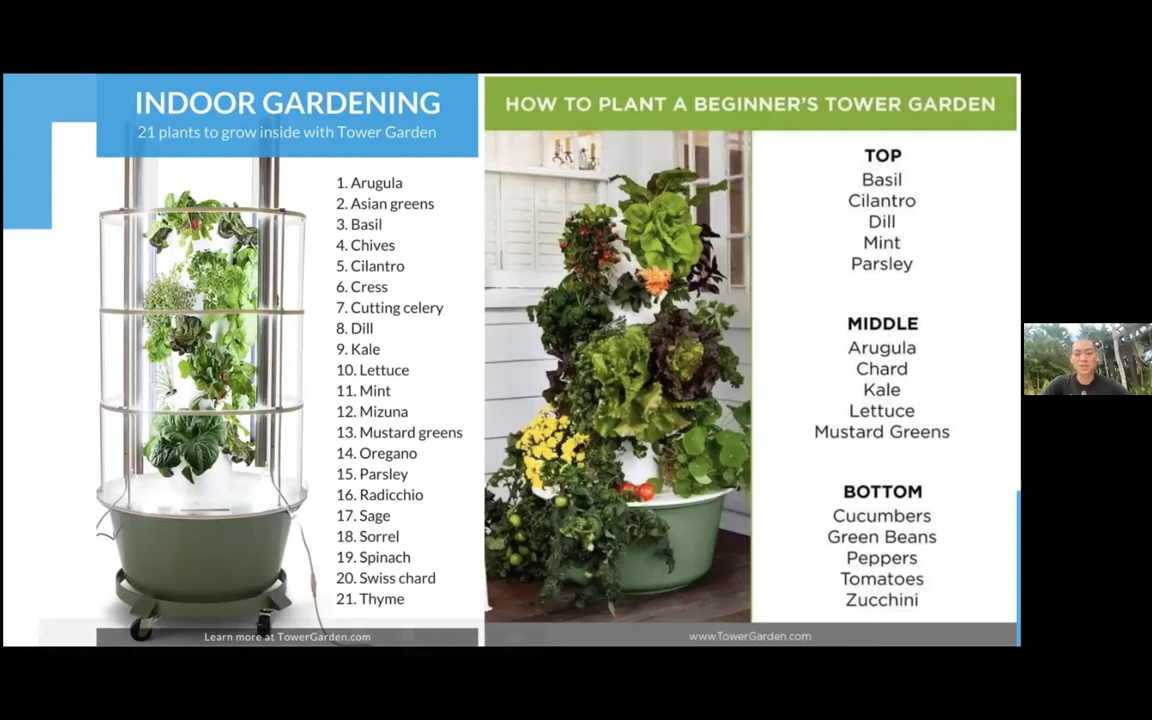 INDOOR GARDENING
21 plants to grow inside with Tower Garden
1. Arugula
2. Asian greens
3. Basil
4. Chives
5. Cilantro
6. Cress
7. Cutting celery
8. Dill
9. Kale
10. Lettuce
11. Mint
12. Mizuna
13. Mustard greens
14. Oregano
15. Parsley
16. Radicchio
17. Sage
18. Sorrel
19. Spinach
20. Swiss chard
21. Thyme
Learn more at TowerGarden.com
HOW TO PLANT A BEGINNER'S TOWER GARDEN
TOP
Basil
Cilantro
Dill
Mint
Parsley
MIDDLE
Arugula
Chard
Kale
Lettuce
Mustard Greens
BOTTOM
Cucumbers
Green Beans
Peppers
Tomatoes
Zucchini
www.TowerGarden.com